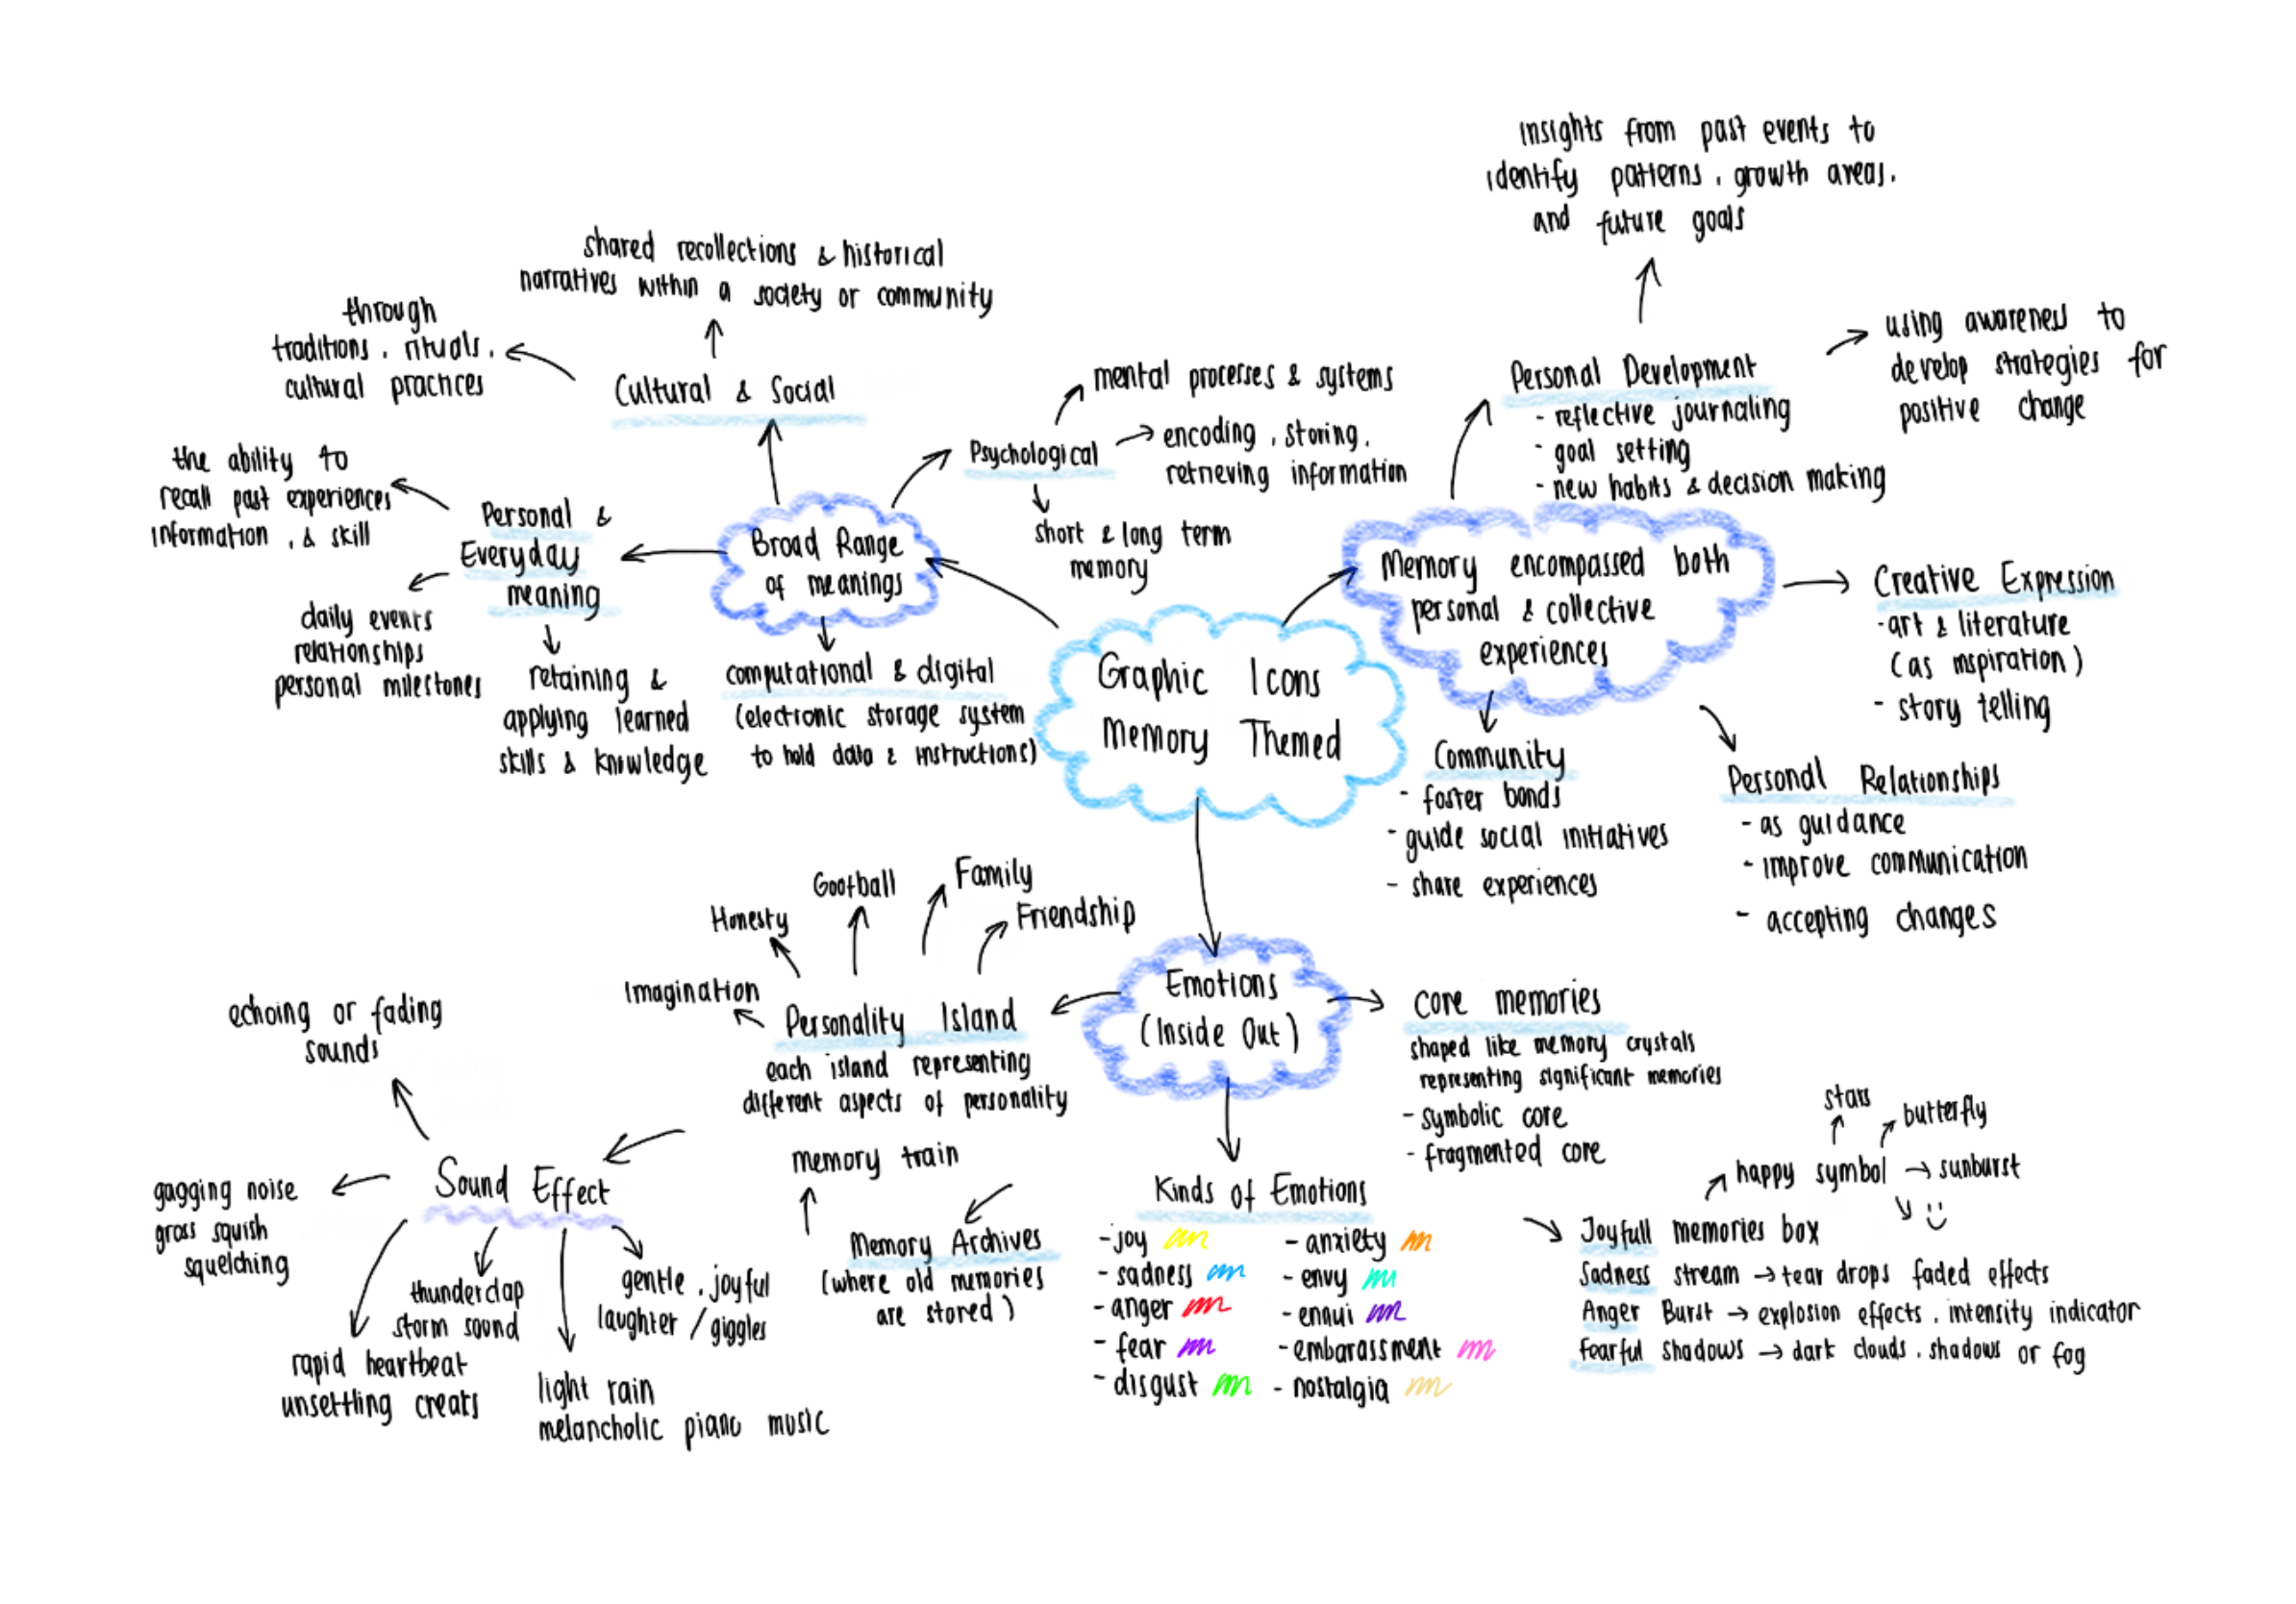 Graphic Icons
Memory Themed
Broad Range
of meanings
Cultural & Social
shared recollections & historical
narratives within a society or community
through
traditions, rituals,
cultural practices
Personal &
Everyday
meaning
the ability to
recall past experiences
information, & skill
daily events
relationships
personal milestones
retaining &
applying learned
skills & knowledge
computational & digital
(electronic storage system
to hold data & instructions)
Psychological
mental processes & systems
encoding, storing,
retrieving information
short & long term
memory
Memory encompassed both
personal & collective
experiences
Personal Development
- reflective journaling
- goal setting
- new habits & decision making
insights from past events to
identify patterns, growth areas,
and future goals
using awareness to
develop strategies for
positive change
Creative Expression
- art & literature
(as inspiration)
- story telling
Personal Relationships
- as guidance
- improve communication
- accepting changes
Community
- foster bonds
- guide social initiatives
- share experiences
Emotions
(Inside Out)
Personality Island
each island representing
different aspects of personality
Imagination
Honesty
Goofball
Family
Friendship
core memories
shaped like memory crystals
representing significant memories
- symbolic core
- fragmented core
Kinds of Emotions
- joy
- sadness
- anger
- fear
- disgust
- anxiety
- envy
- ennui
- embarassment
- nostalgia
Memory Archives
(where old memories
are stored)
memory train
Sound Effect
echoing or fading
sounds
gagging noise
gross squish
squelching
rapid heartbeat
unsettling creaks
thunderclap
storm sound
light rain
melancholic piano music
gentle, joyful
laughter / giggles
Joyfull memories box
happy symbol → sunburst
stars
butterfly
Sadness stream → tear drops faded effects
Anger Burst → explosion effects, intensity indicator
Fearful shadows → dark clouds, shadows or fog